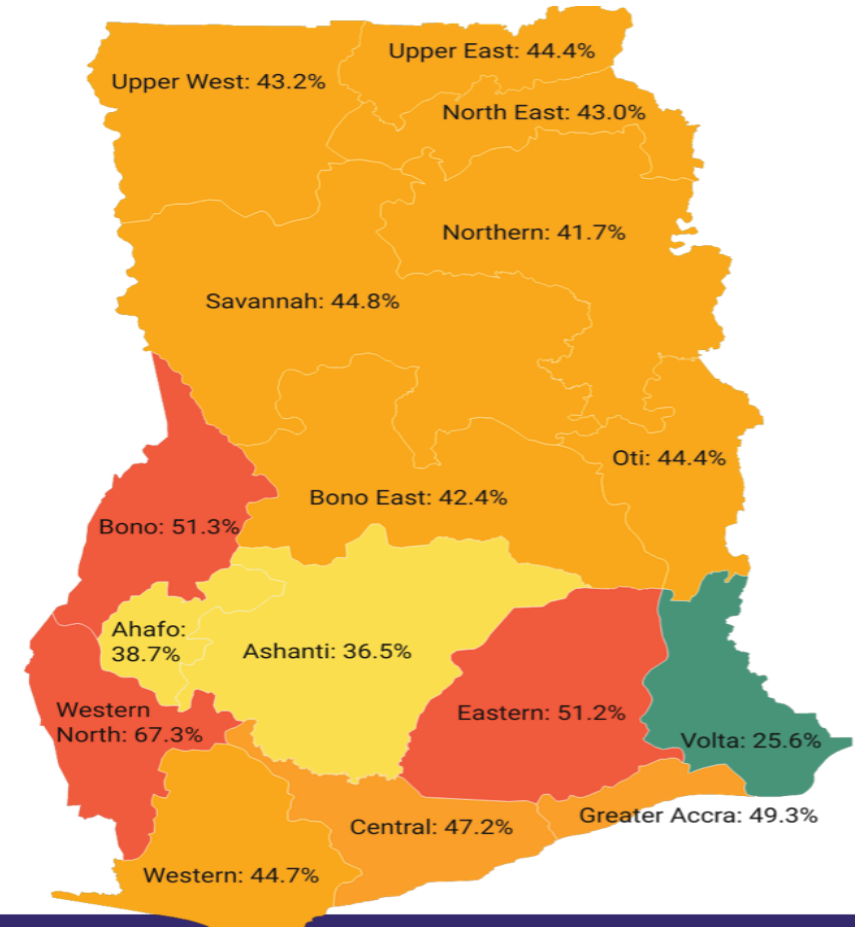 Upper East: 44.4%
Upper West: 43.2%
North East: 43.0%
Northern: 41.7%
Savannah: 44.8%
Oti: 44.4%
Bono East: 42.4%
Bono: 51.3%
Ahafo:
38.7%
Ashanti: 36.5%
Western
North: 67.3%
Eastern: 51.2%
Volta: 25.6%
Greater Accra: 49.3%
Central: 47.2%
Western: 44.7%